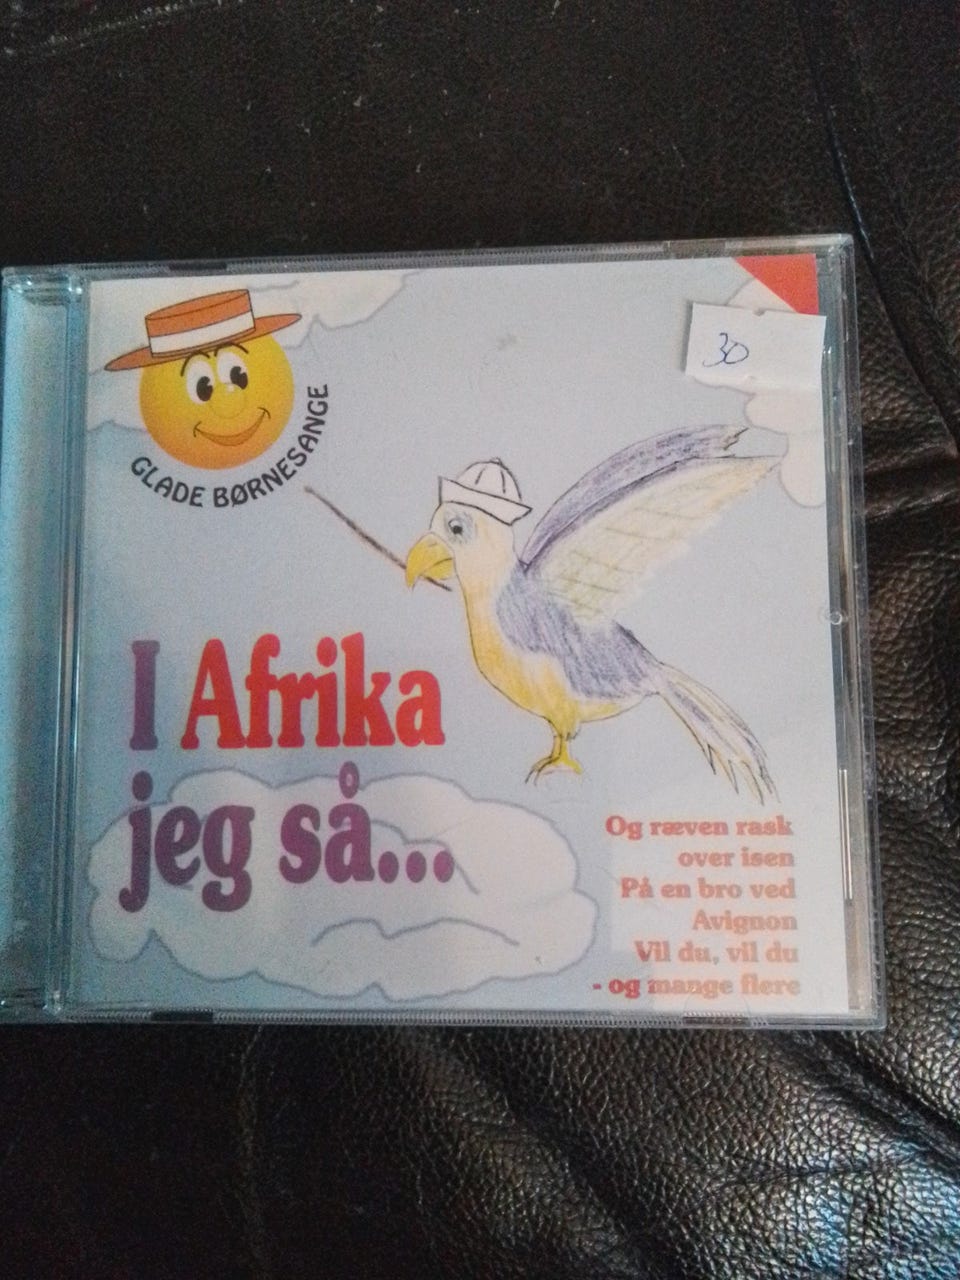 30
GLADE BØRNESANGE
I Afrika
jeg så...
Og ræven rask
over isen
På en bro ved
Avignon
Vil du, vil du
- og mange flere